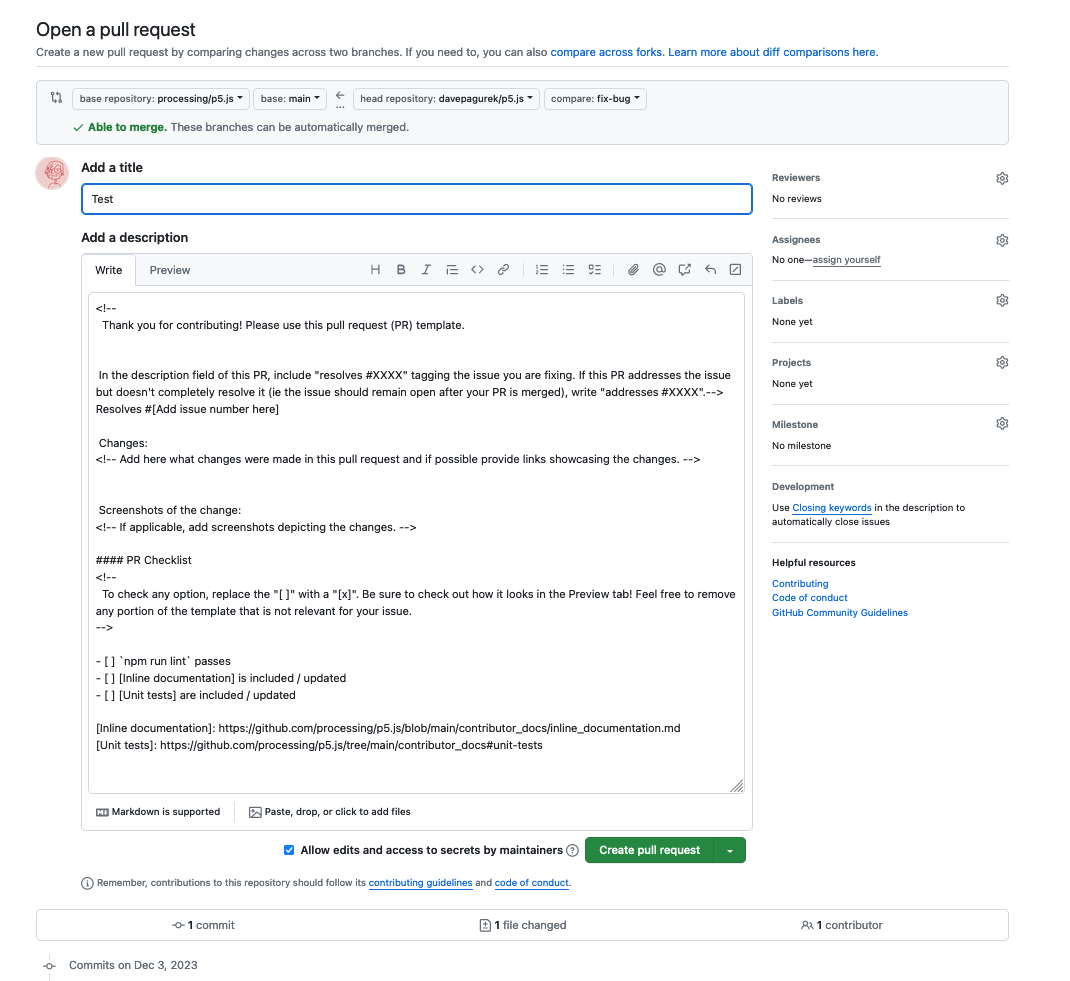 Open a pull request
Create a new pull request by comparing changes across two branches. If you need to, you can also compare across forks. Learn more about diff comparisons here.
base repository: processing/p5.js
base: main
head repository: davepagurek/p5.js
compare: fix-bug
...
Able to merge. These branches can be automatically merged.
Add a title
Test
Add a description
Write
Preview
H
B
I
<!--
Thank you for contributing! Please use this pull request (PR) template.
In the description field of this PR, include "resolves #XXXX" tagging the issue you are fixing. If this PR addresses the issue
but doesn't completely resolve it (ie the issue should remain open after your PR is merged), write "addresses #XXXX".-->
Resolves #[Add issue number here]
Changes:
<!-- Add here what changes were made in this pull request and if possible provide links showcasing the changes. -->
Screenshots of the change:
<!-- If applicable, add screenshots depicting the changes. -->
#### PR Checklist
<!--
To check any option, replace the "[ ]" with a "[x]". Be sure to check out how it looks in the Preview tab! Feel free to remove
any portion of the template that is not relevant for your issue.
-->
- [ ] `npm run lint` passes
- [ ] [Inline documentation] is included / updated
- [ ] [Unit tests] are included / updated
[Inline documentation]: https://github.com/processing/p5.js/blob/main/contributor_docs/inline_documentation.md
[Unit tests]: https://github.com/processing/p5.js/tree/main/contributor_docs#unit-tests
Markdown is supported
Paste, drop, or click to add files
Allow edits and access to secrets by maintainers
Create pull request
Remember, contributions to this repository should follow its contributing guidelines and code of conduct.
Reviewers
No reviews
Assignees
No one—assign yourself
Labels
None yet
Projects
None yet
Milestone
No milestone
Development
Use Closing keywords in the description to
automatically close issues
Helpful resources
Contributing
Code of conduct
GitHub Community Guidelines
1 commit
1 file changed
1 contributor
Commits on Dec 3, 2023